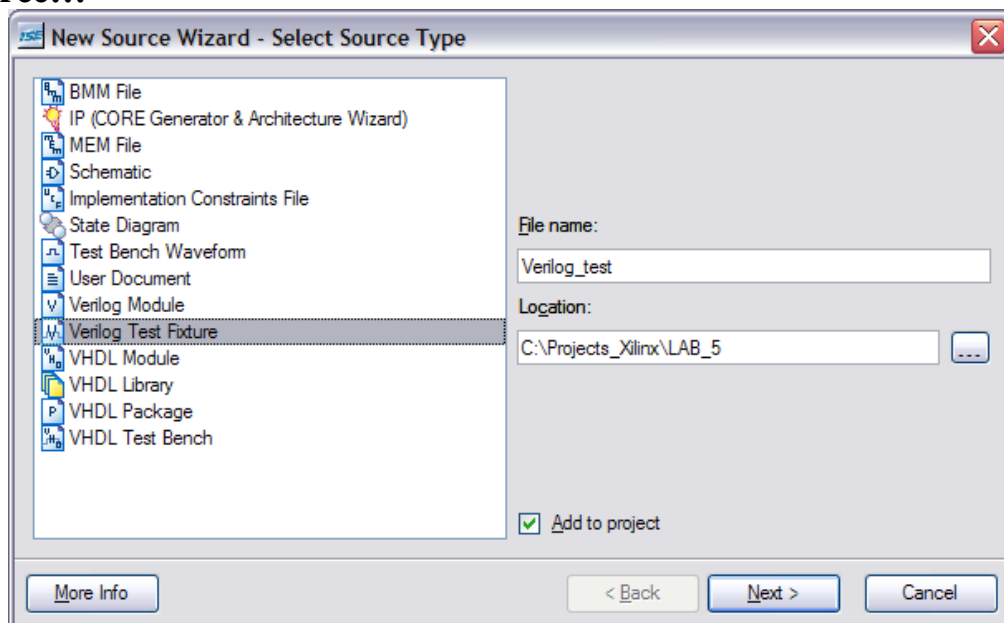 New Source Wizard - Select Source Type
BMM File
IP (CORE Generator & Architecture Wizard)
MEM File
Schematic
Implementation Constraints File
State Diagram
Test Bench Waveform
User Document
Verilog Module
Verilog Test Fixture
VHDL Module
VHDL Library
VHDL Package
VHDL Test Bench
File name:
Verilog_test
Location:
C:\Projects_Xilinx\LAB_5
...
Add to project
More Info
< Back
Next >
Cancel